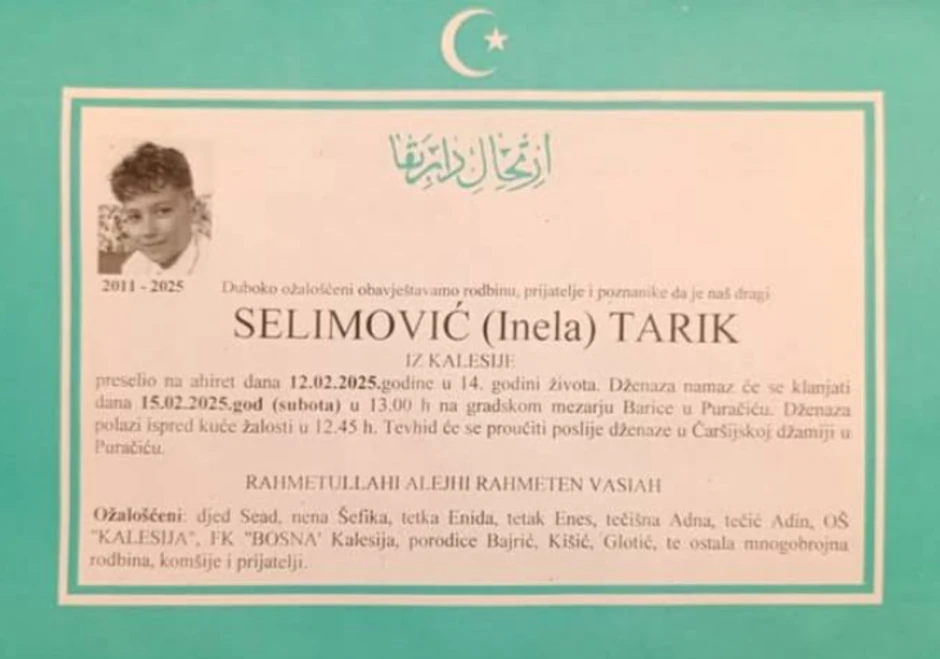 ارتحال دار بقا
2011 - 2025
Duboko ožalošćeni obavještavamo rodbinu, prijatelje i poznanike da je naš dragi
SELIMOVIĆ (Inela) TARIK
IZ KALESIJE
preselio na ahiret dana 12.02.2025.godine u 14. godini života. Dženaza namaz će se klanjati
dana 15.02.2025.god (subota) u 13.00 h na gradskom mezarju Barice u Puračiću. Dženaza
polazi ispred kuće žalosti u 12.45 h. Tevhid će se proučiti poslije dženaze u Čaršijskoj džamiji u
Puračiću.
RAHMETULLAHI ALEJHI RAHMETEN VASIAH
Ožalošćeni: djed Sead, nena Šefika, tetka Enida, tetak Enes, tečišna Adna, tečić Adin, OŠ
"KALESIJA", FK "BOSNA' Kalesija, porodice Bajrić, Kišić, Glotić, te ostala mnogobrojna
rodbina, komšije i prijatelji.